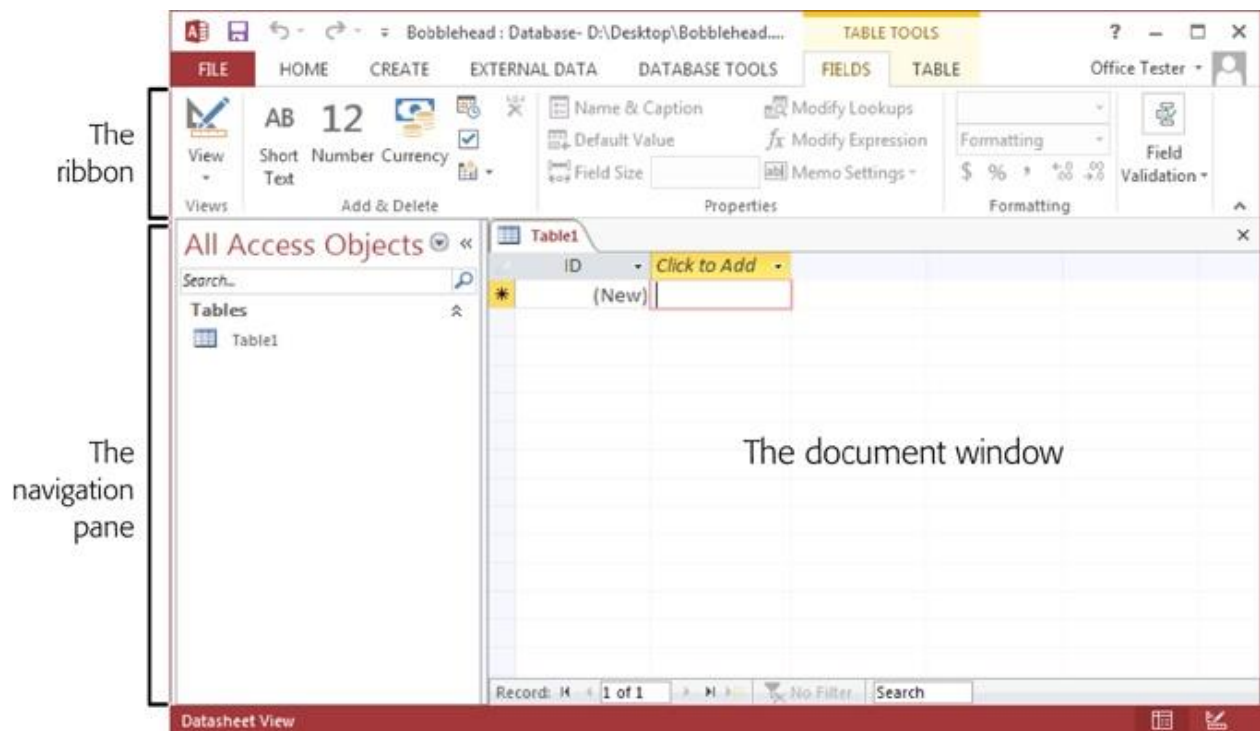 Bobblehead : Database- D:\Desktop\Bobblehead....
TABLE TOOLS
?
FILE HOME CREATE EXTERNAL DATA DATABASE TOOLS FIELDS TABLE Office Tester
The
ribbon
View
AB
Short
Text
12
Number
Currency
Name & Caption
Default Value
Field Size
Modify Lookups
fx Modify Expression
ab Memo Settings
Formatting
$ % ,
Field
Validation
Views Add & Delete Properties Formatting
The
navigation
pane
All Access Objects «
Search...
Tables
Table1
Table1
ID Click to Add
* (New)
The document window
Record: 1 of 1 No Filter Search
Datasheet View